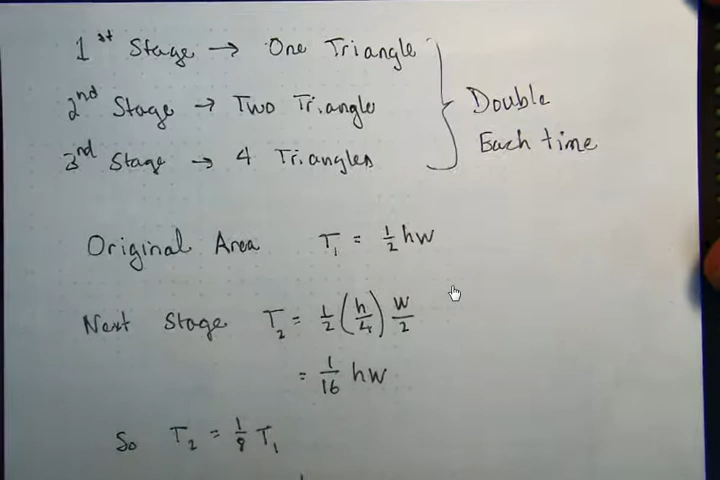 1st Stage → One Triangle
2nd Stage → Two Triangles
3rd Stage → 4 Triangles
Double
Each time
Original Area T₁ = 1/2 hw
Next Stage T₂ = 1/2 (h/4) w/2
= 1/16 hw
So T₂ = 1/8 T₁